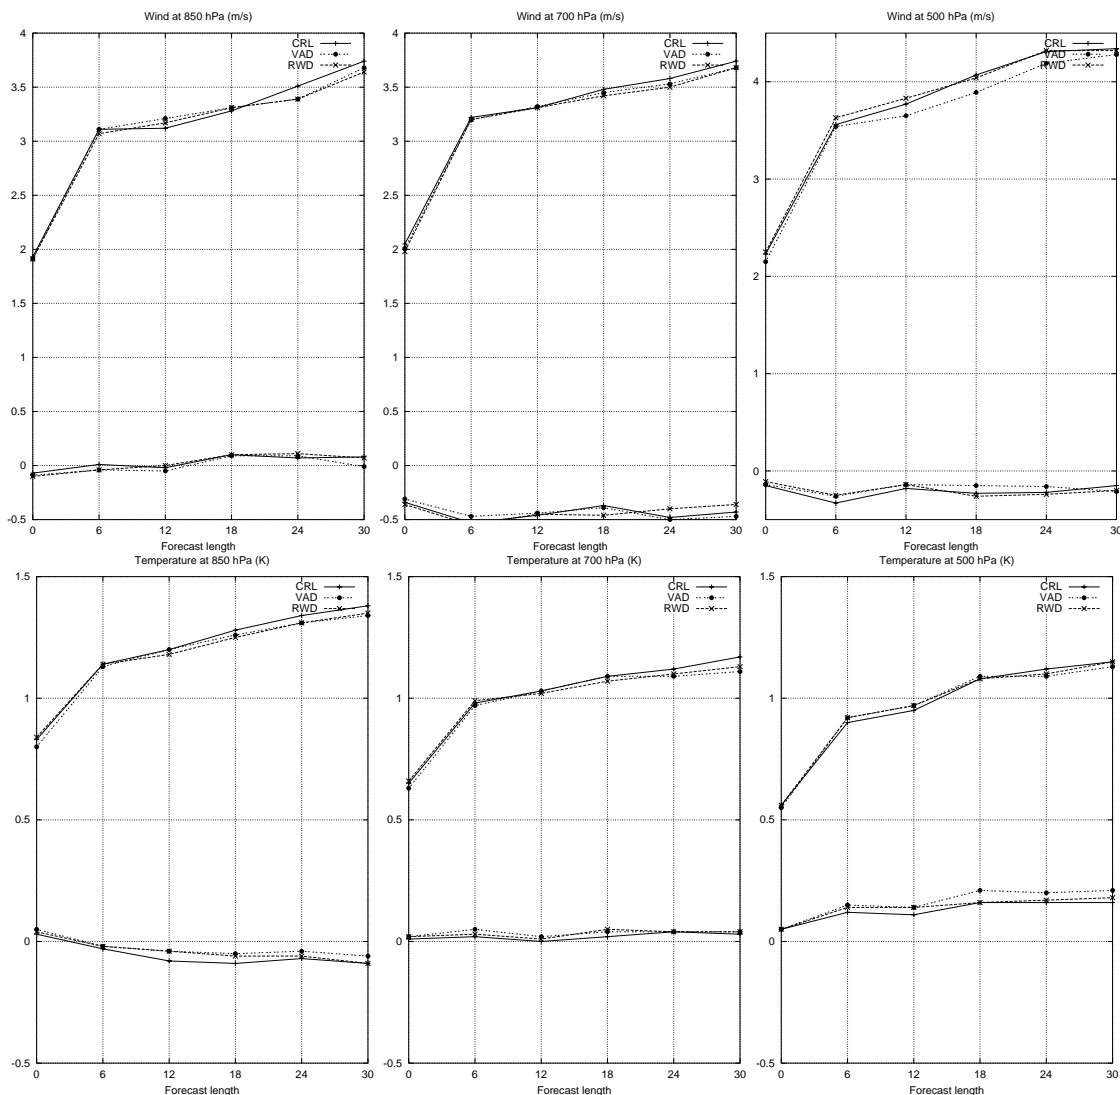 Wind at 850 hPa (m/s)
4
3.5
3
2.5
2
1.5
1
0.5
0
-0.5
CRL
VAD
RWD
0 6 12 18 24 30
Forecast length
Wind at 700 hPa (m/s)
4
3.5
3
2.5
2
1.5
1
0.5
0
-0.5
CRL
VAD
RWD
0 6 12 18 24 30
Forecast length
Wind at 500 hPa (m/s)
4
3
2
1
0
CRL
VAD
RWD
0 6 12 18 24 30
Forecast length
Temperature at 850 hPa (K)
1.5
1
0.5
0
-0.5
CRL
VAD
RWD
0 6 12 18 24 30
Forecast length
Temperature at 700 hPa (K)
1.5
1
0.5
0
-0.5
CRL
VAD
RWD
0 6 12 18 24 30
Forecast length
Temperature at 500 hPa (K)
1.5
1
0.5
0
-0.5
CRL
VAD
RWD
0 6 12 18 24 30
Forecast length